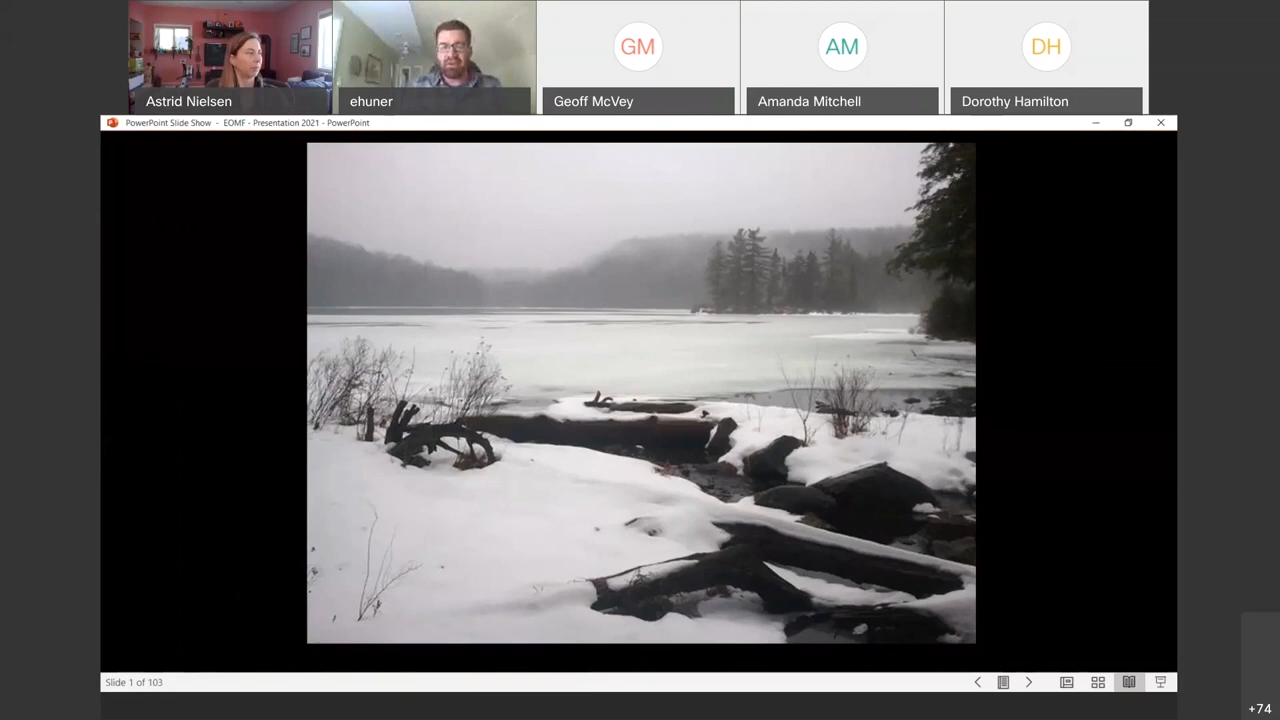 GM
AM
DH
Astrid Nielsen
ehuner
Geoff McVey
Amanda Mitchell
Dorothy Hamilton
PowerPoint Slide Show - EOMF - Presentation 2021 - PowerPoint
Slide 1 of 103
+74